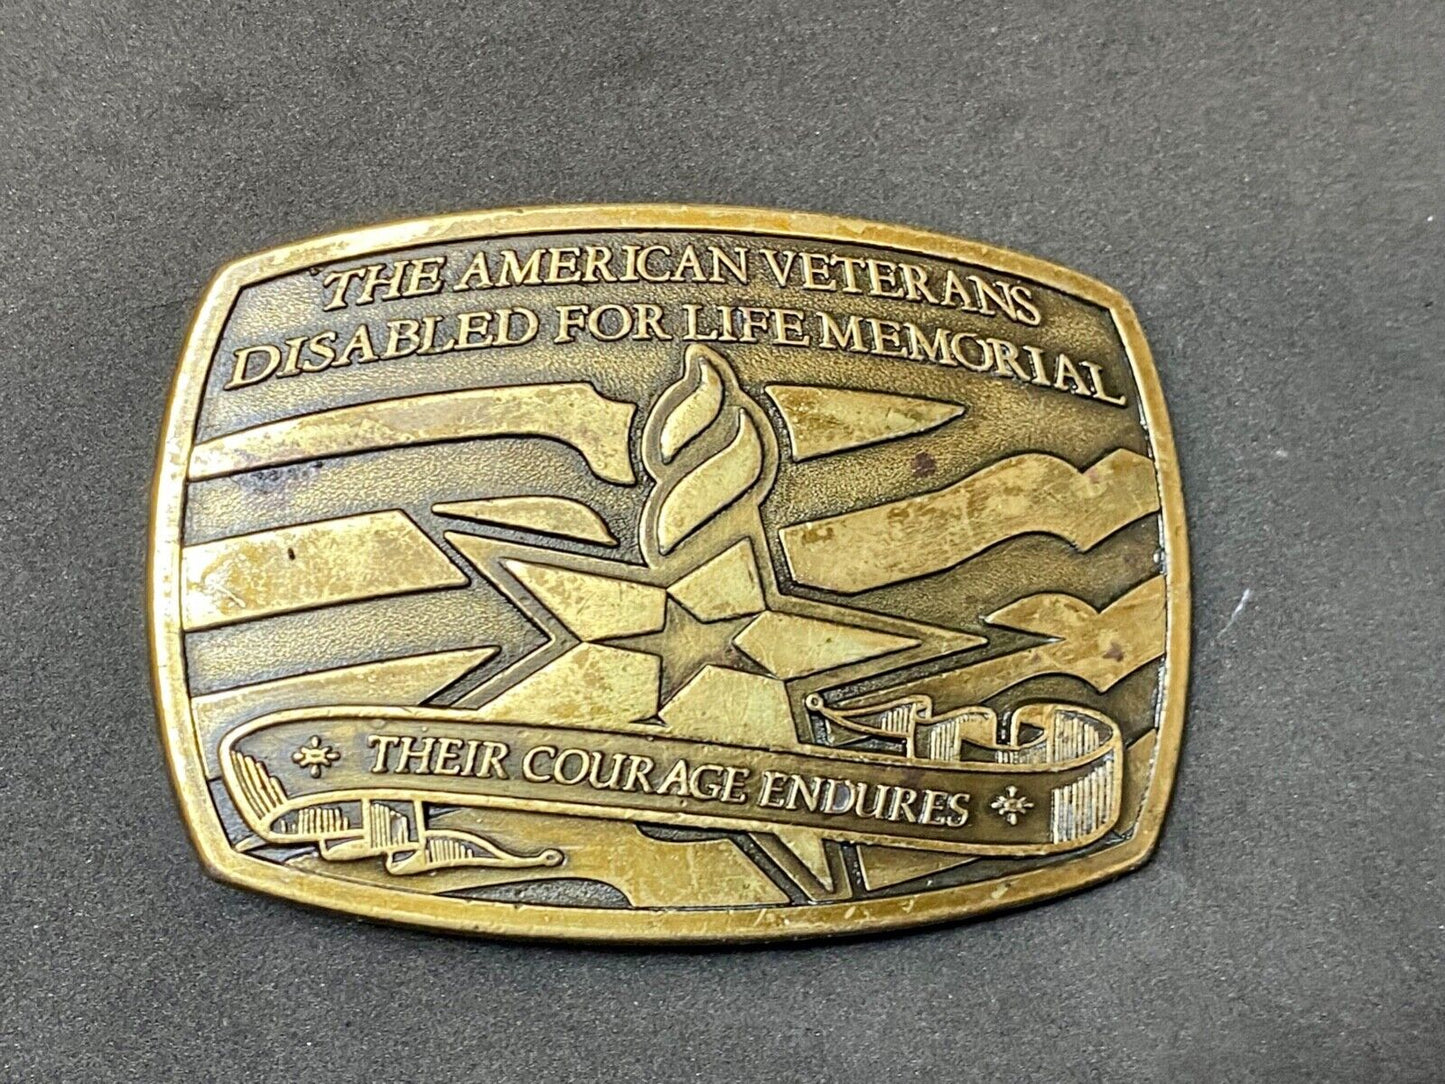 THE AMERICAN VETERANS
DISABLED FOR LIFE MEMORIAL
THEIR COURAGE ENDURES